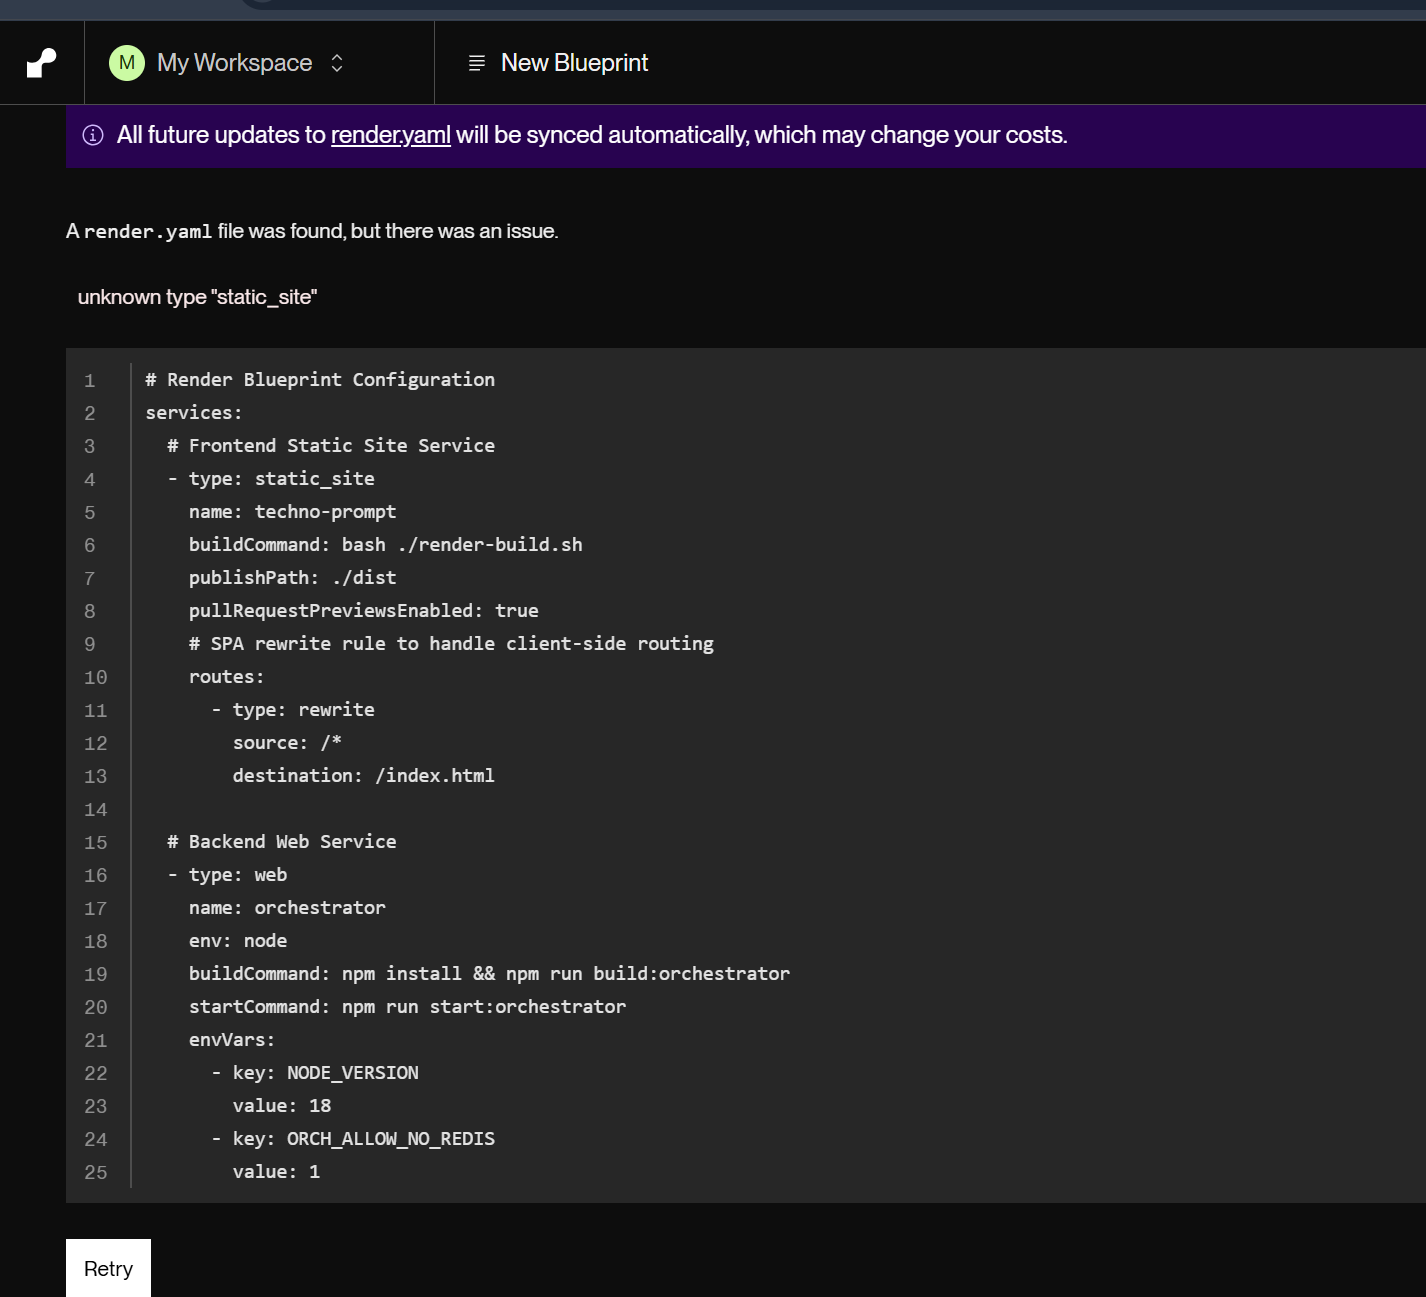 M My Workspace New Blueprint
All future updates to render.yaml will be synced automatically, which may change your costs.
A render.yaml file was found, but there was an issue.
unknown type "static_site"
1 # Render Blueprint Configuration
2 services:
3   # Frontend Static Site Service
4   - type: static_site
5     name: techno-prompt
6     buildCommand: bash ./render-build.sh
7     publishPath: ./dist
8     pullRequestPreviewsEnabled: true
9     # SPA rewrite rule to handle client-side routing
10     routes:
11       - type: rewrite
12         source: /*
13         destination: /index.html
14
15   # Backend Web Service
16   - type: web
17     name: orchestrator
18     env: node
19     buildCommand: npm install && npm run build:orchestrator
20     startCommand: npm run start:orchestrator
21     envVars:
22       - key: NODE_VERSION
23         value: 18
24       - key: ORCH_ALLOW_NO_REDIS
25         value: 1
Retry